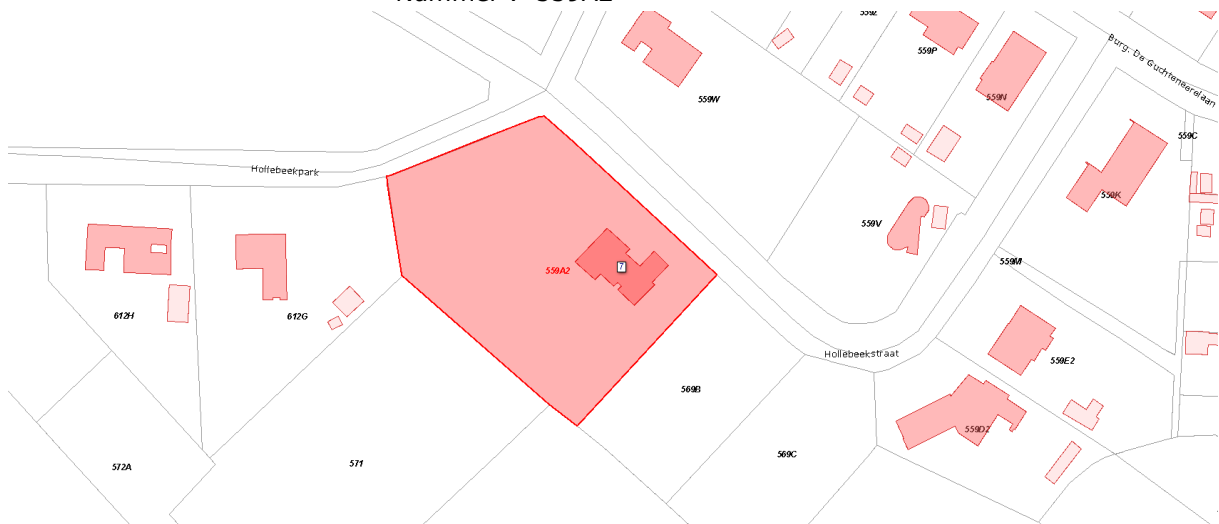 559Z
559P
Burg. De Guchteneerelaan
559W
559N
559C
Hollebeekpark
559K
559V
559A2
7
559M
612H
612G
Hollebeekstraat
559E2
569B
559D2
572A
571
569C